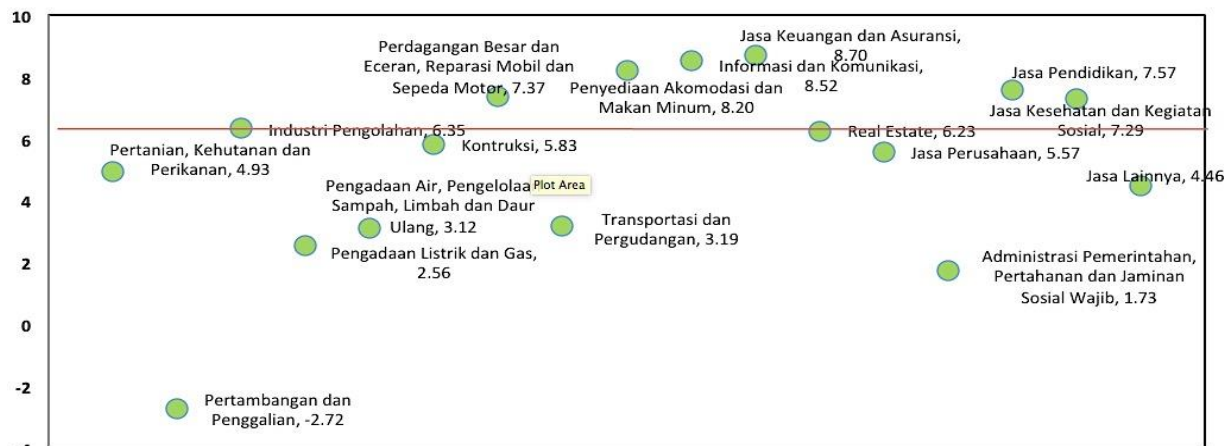 10
8
6
4
2
0
-2
Perdagangan Besar dan
Eceran, Reparasi Mobil dan
Sepeda Motor, 7.37
Jasa Keuangan dan Asuransi,
8.70
Informasi dan Komunikasi,
8.52
Penyediaan Akomodasi dan
Makan Minum, 8.20
Jasa Pendidikan, 7.57
Jasa Kesehatan dan Kegiatan
Sosial, 7.29
Industri Pengolahan, 6.35
Real Estate, 6.23
Kontruksi, 5.83
Jasa Perusahaan, 5.57
Pertanian, Kehutanan dan
Perikanan, 4.93
Jasa Lainnya, 4.46
Pengadaan Air, Pengelolaa
Plot Area
Sampah, Limbah dan Daur
Ulang, 3.12
Transportasi dan
Pergudangan, 3.19
Pengadaan Listrik dan Gas,
2.56
Administrasi Pemerintahan,
Pertahanan dan Jaminan
Sosial Wajib, 1.73
Pertambangan dan
Penggalian, -2.72